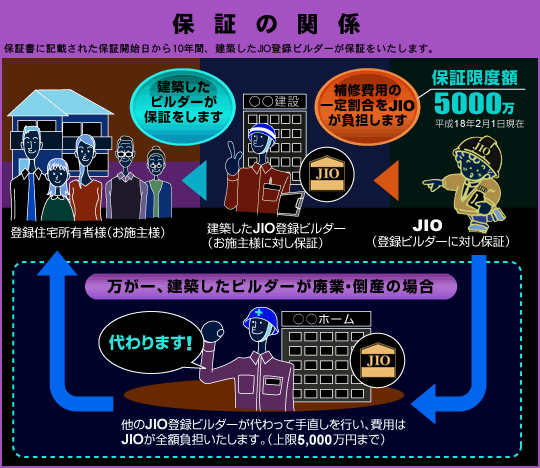 保証の関係
保証書に記載された保証開始日から10年間、建築したJIO登録ビルダーが保証をいたします。
建築した
ビルダーが
保証をします
○○建設
補修費用の
一定割合をJIO
が負担します
保証限度額
5000万
平成18年2月1日現在
JIO
JIO
登録住宅所有者様(お施主様)
建築したJIO登録ビルダー
(お施主様に対し保証)
JIO
(登録ビルダーに対し保証)
万が一、建築したビルダーが廃業・倒産の場合
代わります!
○○ホーム
JIO
他のJIO登録ビルダーが代わって手直しを行い、費用は
JIOが全額負担いたします。(上限5,000万円まで)